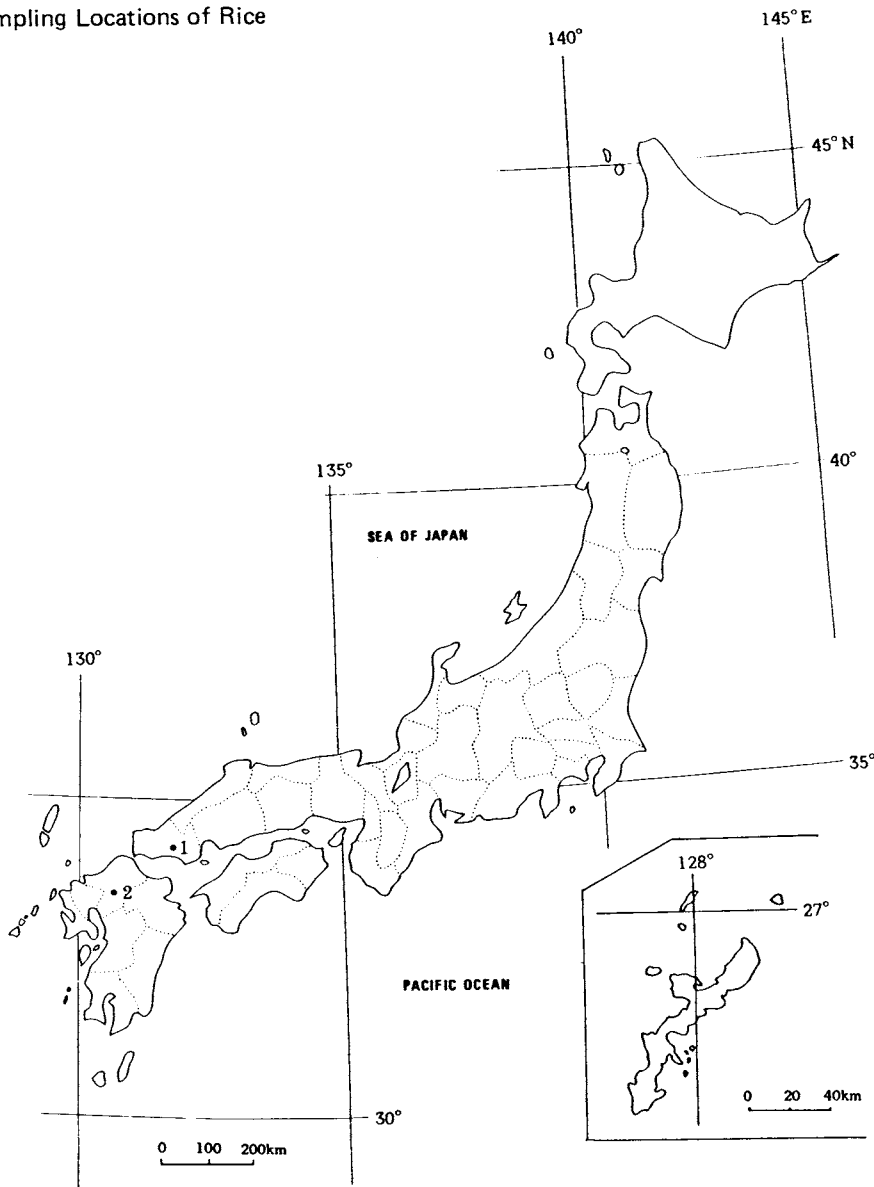 mpling Locations of Rice
145°E
140°
45°N
40°
135°
SEA OF JAPAN
130°
35°
1
128°
2
27°
PACIFIC OCEAN
0 20 40km
30°
0 100 200km